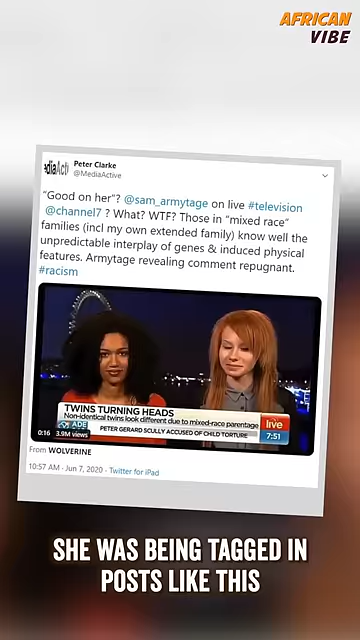 AFRICAN
VIBE
Peter Clarke
@MediaActive
"Good on her"? @sam_armytage on live #television
@channel7 ? What? WTF? Those in "mixed race"
families (incl my own extended family) know well the
unpredictable interplay of genes & induced physical
features. Armytage revealing comment repugnant.
#racism
TWINS TURNING HEADS
Non-identical twins look different due to mixed-race parentage
live
ADE
PETER GERARD SCULLY ACCUSED OF CHILD TORTURE
7:51
0:16 3.9M views
From WOLVERINE
10:57 AM · Jun 7, 2020 · Twitter for iPad
SHE WAS BEING TAGGED IN
POSTS LIKE THIS